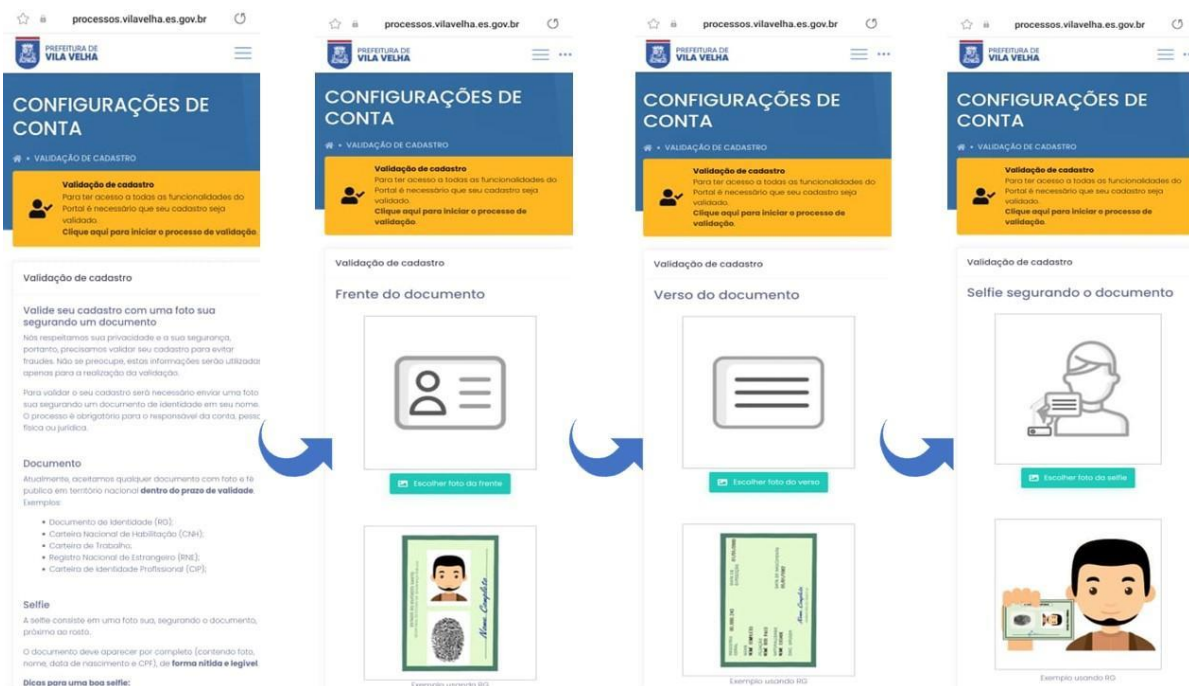 processos.vilavelha.es.gov.br
PREFEITURA DE
VILA VELHA
CONFIGURAÇÕES DE
CONTA
• VALIDAÇÃO DE CADASTRO
Validação de cadastro
Para ter acesso a todas as funcionalidades do
Portal é necessário que seu cadastro seja
validado.
Clique aqui para iniciar o processo de validação.
Validação de cadastro
Valide seu cadastro com uma foto sua
segurando um documento
Nós respeitamos sua privacidade e a sua segurança,
portanto, precisamos validar seu cadastro para evitar
fraudes. Não se preocupe, estas informações serão utilizadas
apenas para a realização da validação.
Para validar o seu cadastro será necessário enviar uma foto
sua segurando um documento de identidade em seu nome.
O processo é obrigatório para o responsável da conta, pesso
física ou jurídica.
Documento
Atualmente, aceitamos qualquer documento com foto e fé
publica em território nacional dentro do prazo de validade.
Exemplos:
• Documento de Identidade (RG);
• Carteira Nacional de Habilitação (CNH);
• Carteira de Trabalho;
• Registro Nacional de Estrangeiro (RNE);
• Carteira de Identidade Profissional (CIP);
Selfie
A selfie consiste em uma foto sua, segurando o documento,
próximo ao rosto.
O documento deve aparecer por completo (contendo foto,
nome, data de nascimento e CPF), de forma nítida e legível.
Dicas para uma boa selfie:
processos.vilavelha.es.gov.br
PREFEITURA DE
VILA VELHA
CONFIGURAÇÕES DE
CONTA
• VALIDAÇÃO DE CADASTRO
Validação de cadastro
Para ter acesso a todas as funcionalidades do
Portal é necessário que seu cadastro seja
validado.
Clique aqui para iniciar o processo de
validação.
Validação de cadastro
Frente do documento
Escolher foto da frente
Nome Completo
Exemplo usando RG
processos.vilavelha.es.gov.br
PREFEITURA DE
VILA VELHA
CONFIGURAÇÕES DE
CONTA
• VALIDAÇÃO DE CADASTRO
Validação de cadastro
Para ter acesso a todas as funcionalidades do
Portal é necessário que seu cadastro seja
validado.
Clique aqui para iniciar o processo de
validação.
Validação de cadastro
Verso do documento
Escolher foto do verso
Nome Completo
Exemplo usando RG
processos.vilavelha.es.gov.br
PREFEITURA DE
VILA VELHA
CONFIGURAÇÕES DE
CONTA
• VALIDAÇÃO DE CADASTRO
Validação de cadastro
Para ter acesso a todas as funcionalidades do
Portal é necessário que seu cadastro seja
validado.
Clique aqui para iniciar o processo de
validação.
Validação de cadastro
Selfie segurando o documento
Escolher foto da selfie
Exemplo usando RG